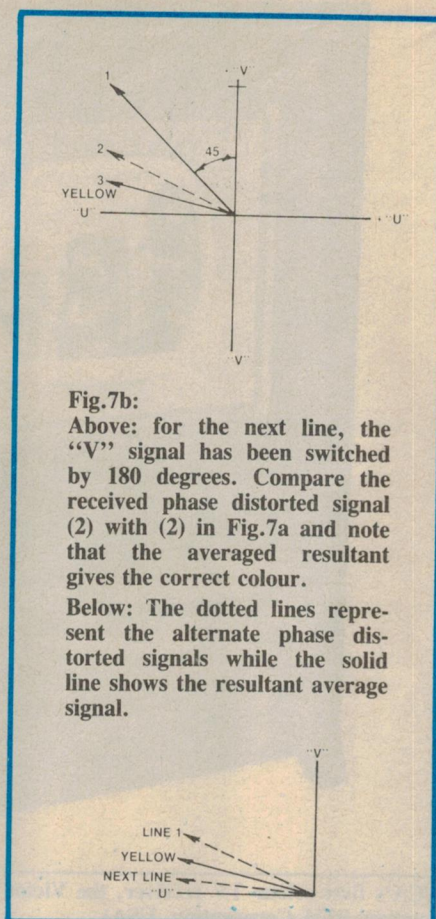 "V"
1
45
2
3
YELLOW
"U"
"U"
"V"
Fig.7b:
Above: for the next line, the
“V” signal has been switched
by 180 degrees. Compare the
received phase distorted signal
(2) with (2) in Fig.7a and note
that the averaged resultant
gives the correct colour.
Below: The dotted lines repre-
sent the alternate phase dis-
torted signals while the solid
line shows the resultant average
signal.
"V"
LINE 1
YELLOW
NEXT LINE
"U"